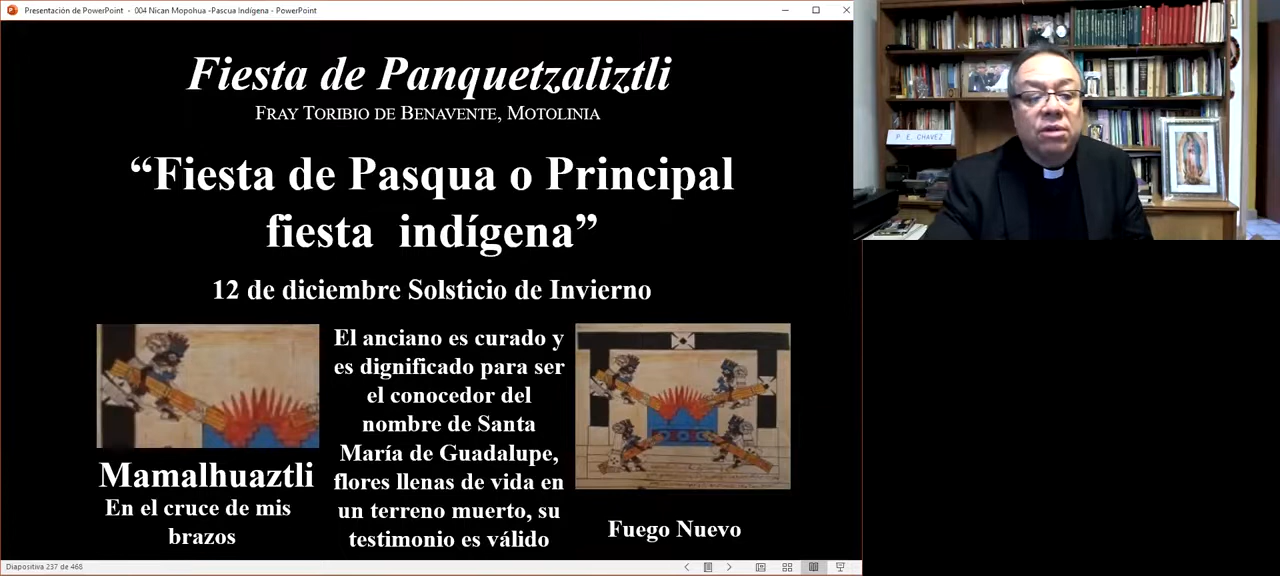 Presentación de PowerPoint - 004 Nican Mopohua -Pascua Indígena - PowerPoint
Fiesta de Panquetzaliztli
FRAY TORIBIO DE BENAVENTE, MOTOLINIA
“Fiesta de Pasqua o Principal
fiesta indígena”
12 de diciembre Solsticio de Invierno
El anciano es curado y
es dignificado para ser
el conocedor del
nombre de Santa
María de Guadalupe,
flores llenas de vida en
un terreno muerto, su
testimonio es válido
Mamalhuaztli
En el cruce de mis
brazos
Fuego Nuevo
P. E. CHAVEZ
Diapositiva 237 de 468